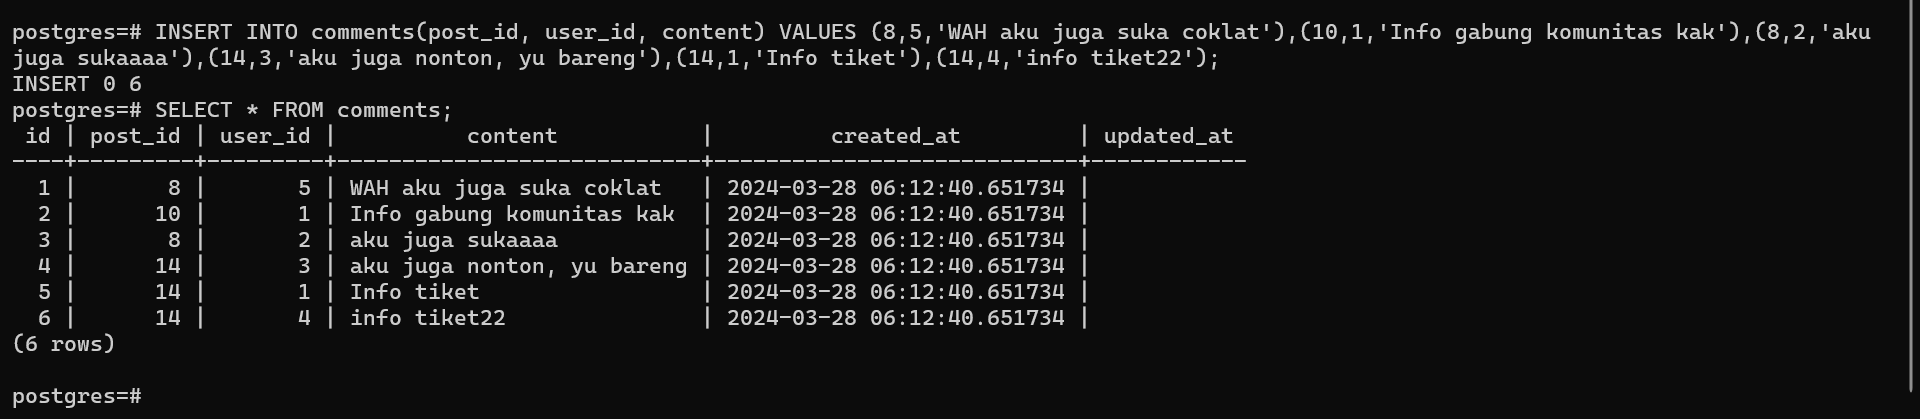 postgres=# INSERT INTO comments(post_id, user_id, content) VALUES (8,5,'WAH aku juga suka coklat'),(10,1,'Info gabung komunitas kak'),(8,2,'aku
juga sukaaaa'),(14,3,'aku juga nonton, yu bareng'),(14,1,'Info tiket'),(14,4,'info tiket22');
INSERT 0 6
postgres=# SELECT * FROM comments;
 id | post_id | user_id |          content           |         created_at         | updated_at
----+---------+---------+----------------------------+----------------------------+------------
  1 |       8 |       5 | WAH aku juga suka coklat   | 2024-03-28 06:12:40.651734 |
  2 |      10 |       1 | Info gabung komunitas kak  | 2024-03-28 06:12:40.651734 |
  3 |       8 |       2 | aku juga sukaaaa           | 2024-03-28 06:12:40.651734 |
  4 |      14 |       3 | aku juga nonton, yu bareng | 2024-03-28 06:12:40.651734 |
  5 |      14 |       1 | Info tiket                 | 2024-03-28 06:12:40.651734 |
  6 |      14 |       4 | info tiket22               | 2024-03-28 06:12:40.651734 |
(6 rows)
postgres=#